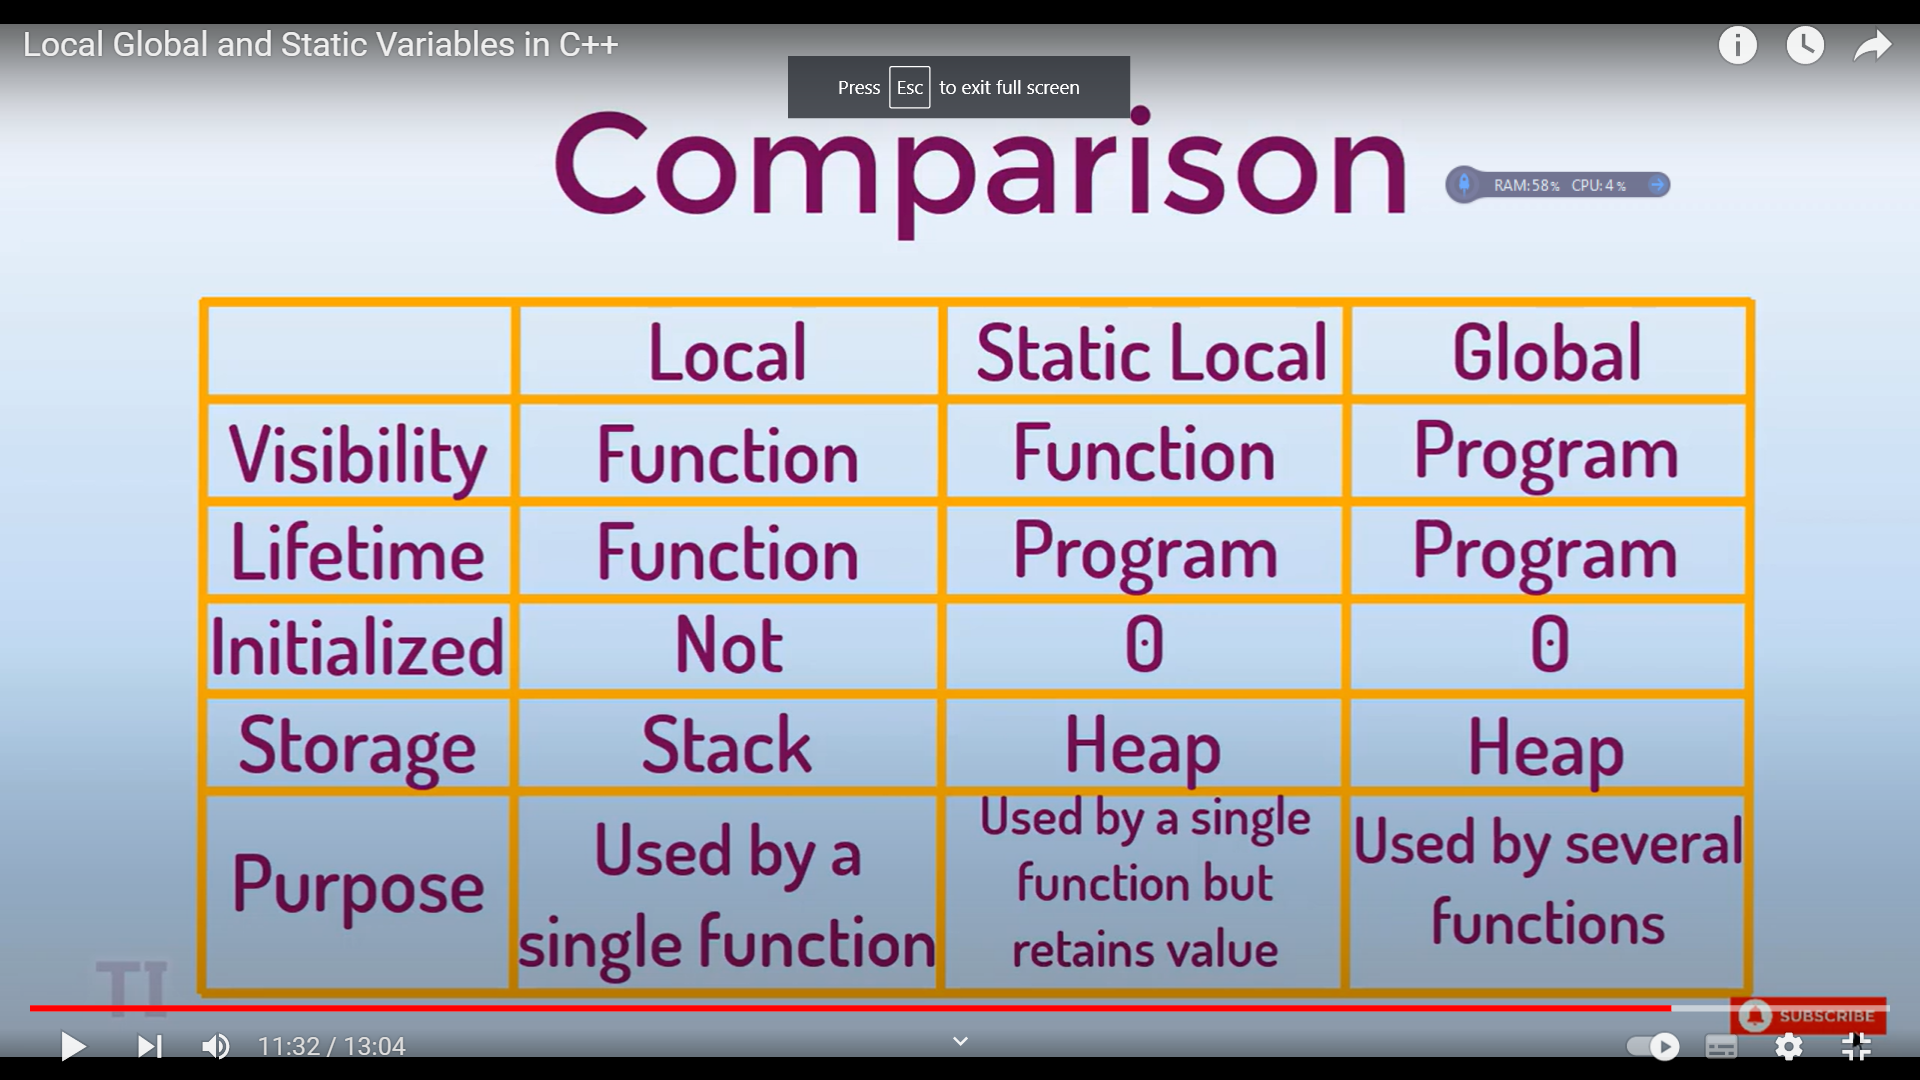 Local Global and Static Variables in C++
Press Esc to exit full screen
Comparison
RAM:58% CPU:4%
Local Static Local Global
Visibility Function Function Program
Lifetime Function Program Program
Initialized Not 0 0
Storage Stack Heap Heap
Purpose
Used by a
single function
Used by a single
function but
retains value
Used by several
functions
TI
SUBSCRIBE
11:32 / 13:04